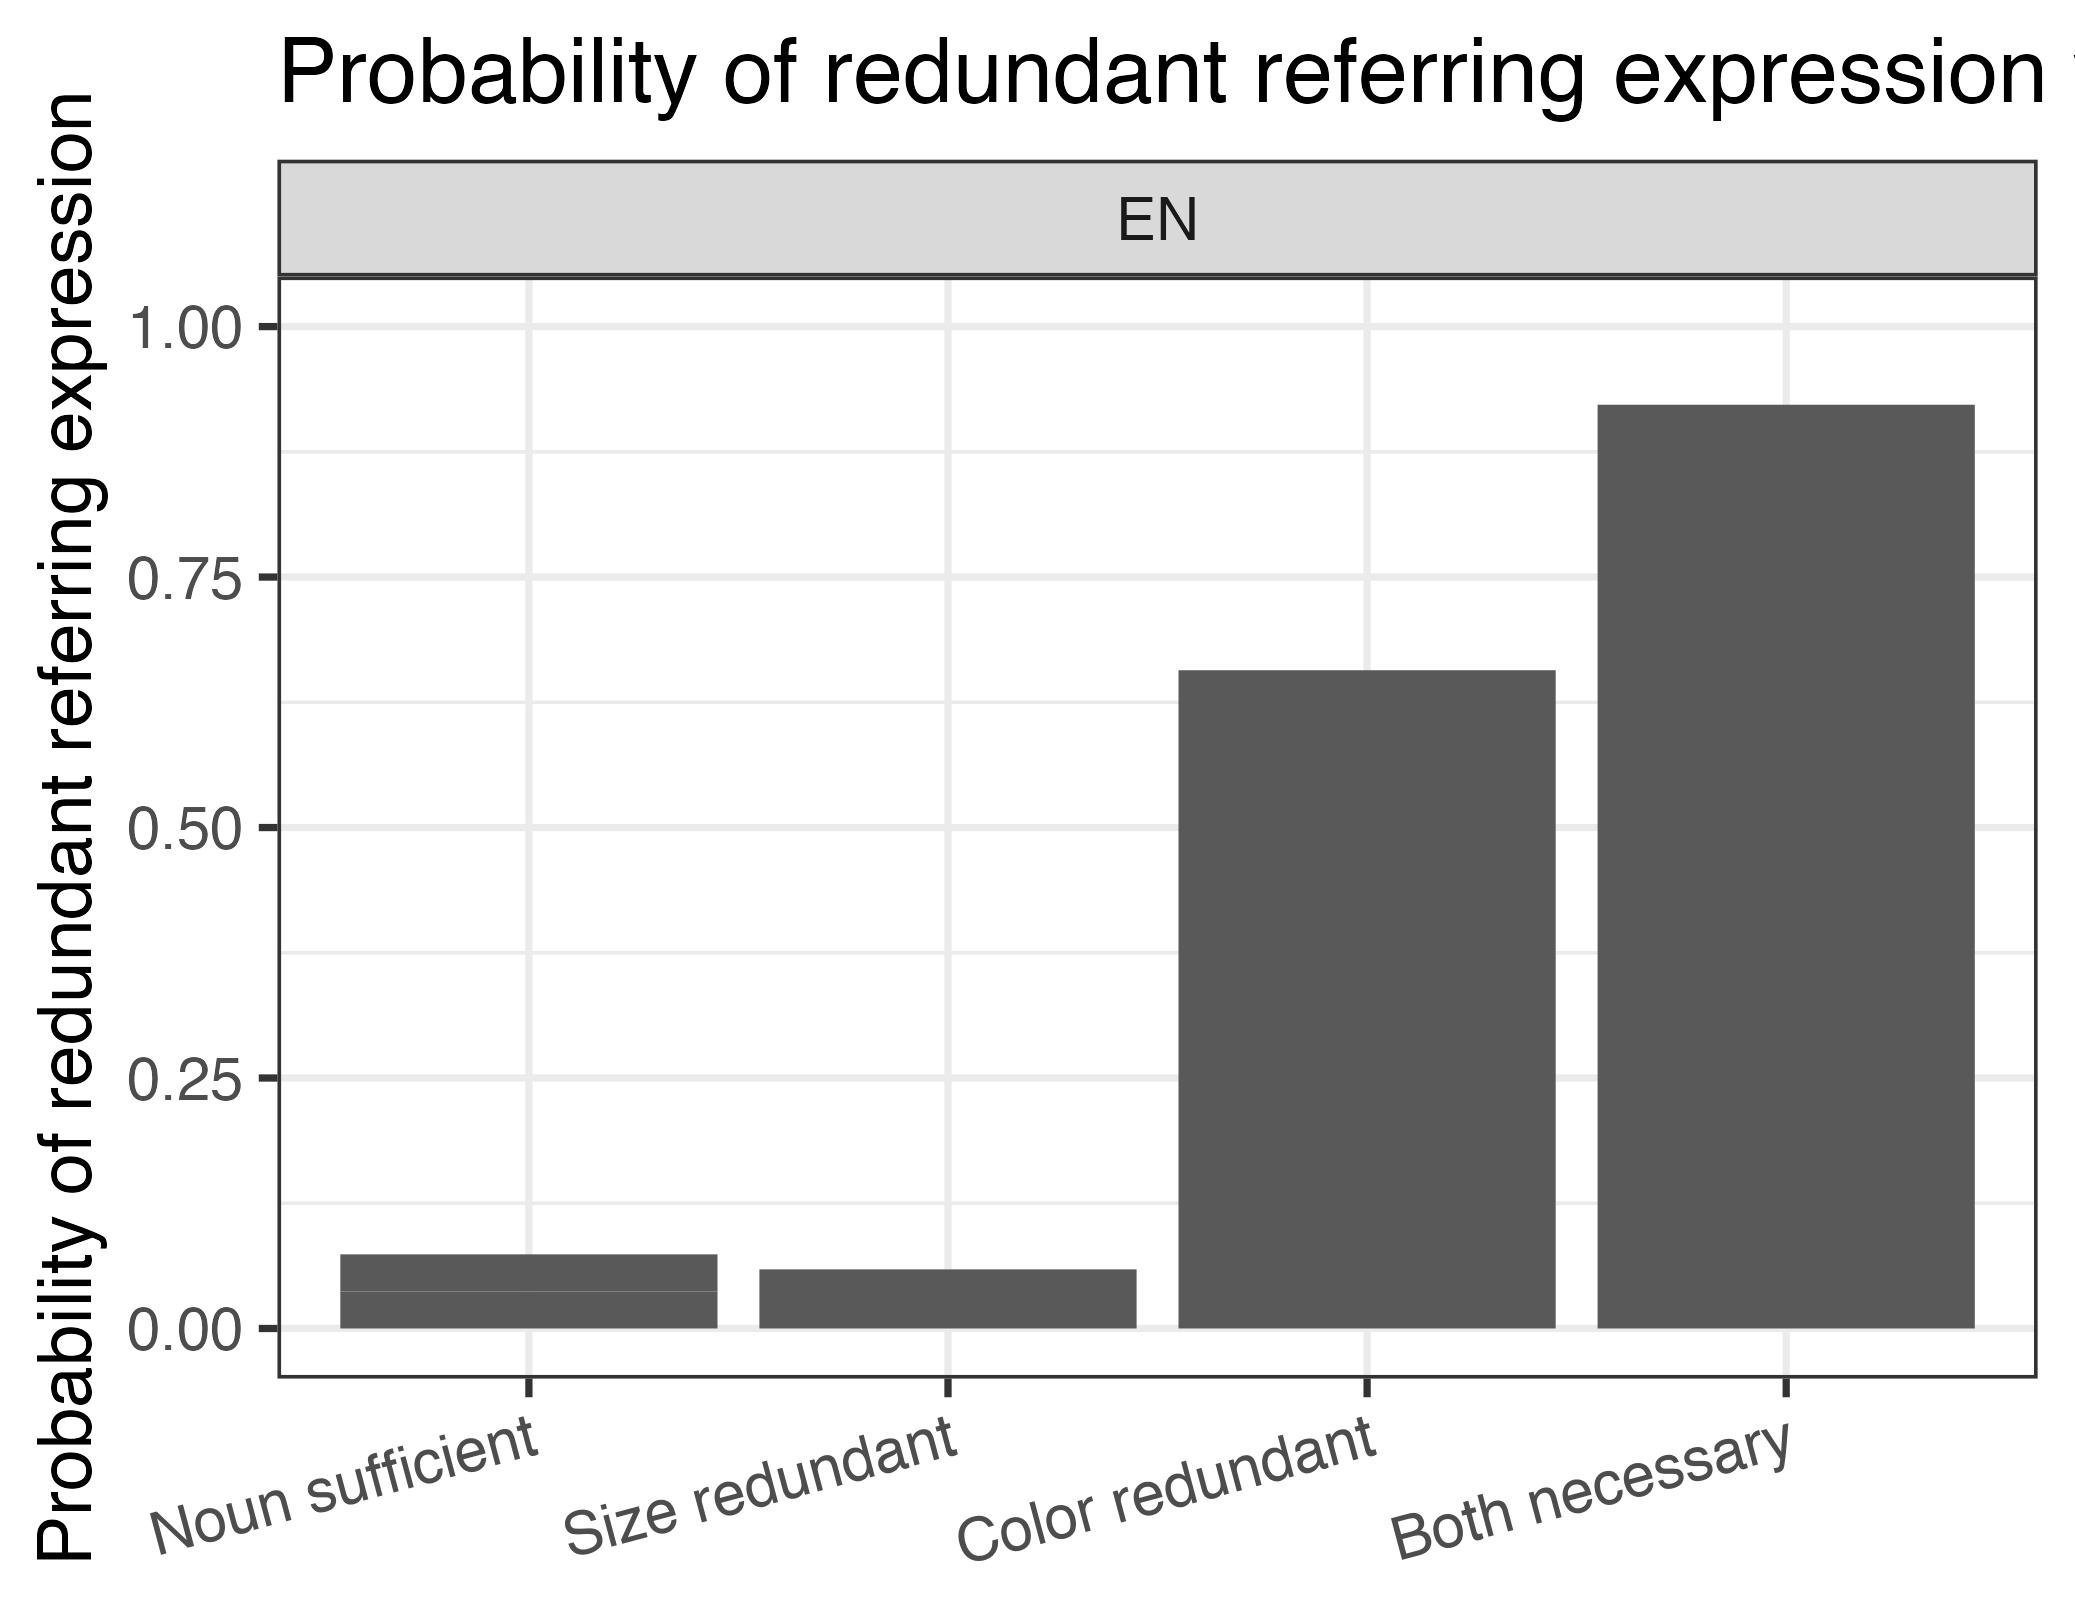 Probability of redundant referring expression
EN
Probability of redundant referring expression
1.00
0.75
0.50
0.25
0.00
Noun sufficient
Size redundant
Color redundant
Both necessary